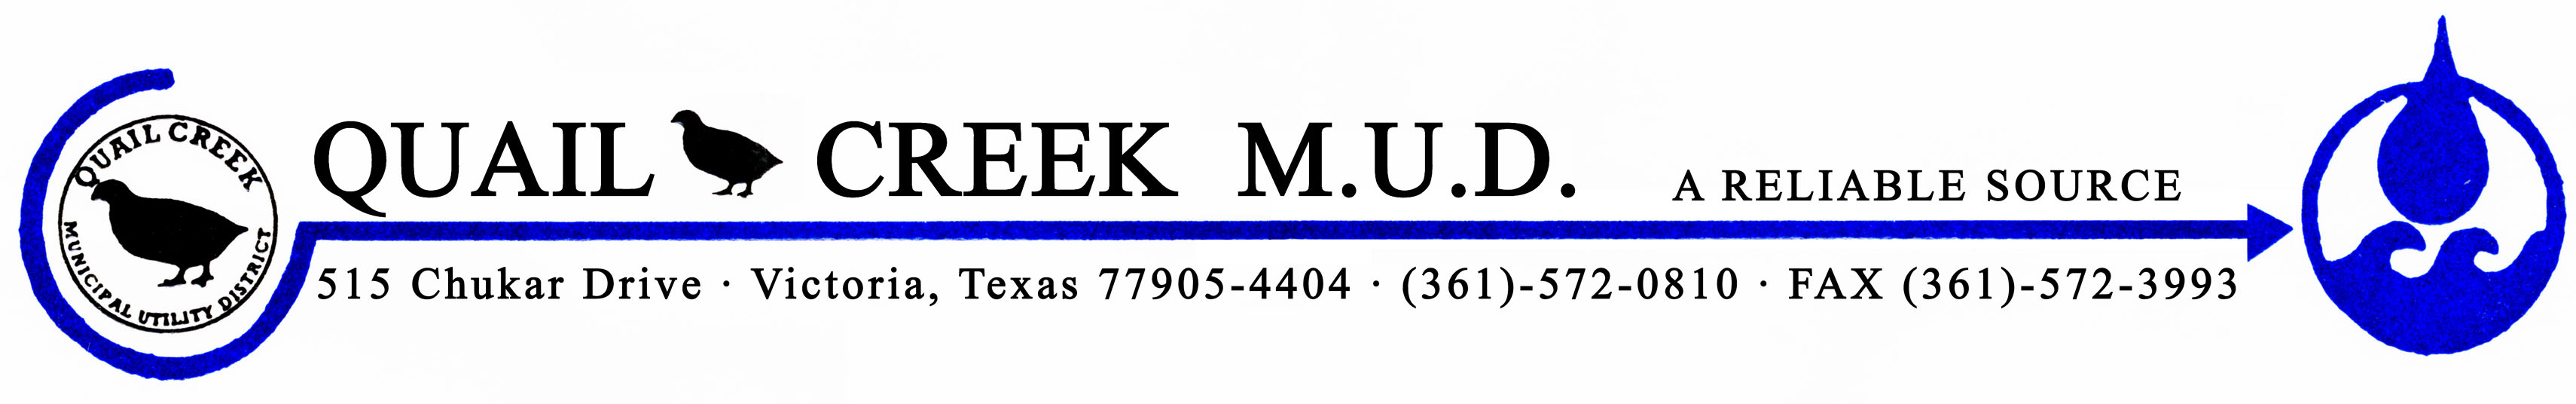 QUAIL CREEK
MUNICIPAL UTILITY DISTRICT
QUAIL CREEK M.U.D.
A RELIABLE SOURCE
515 Chukar Drive · Victoria, Texas 77905-4404 · (361)-572-0810 · FAX (361)-572-3993